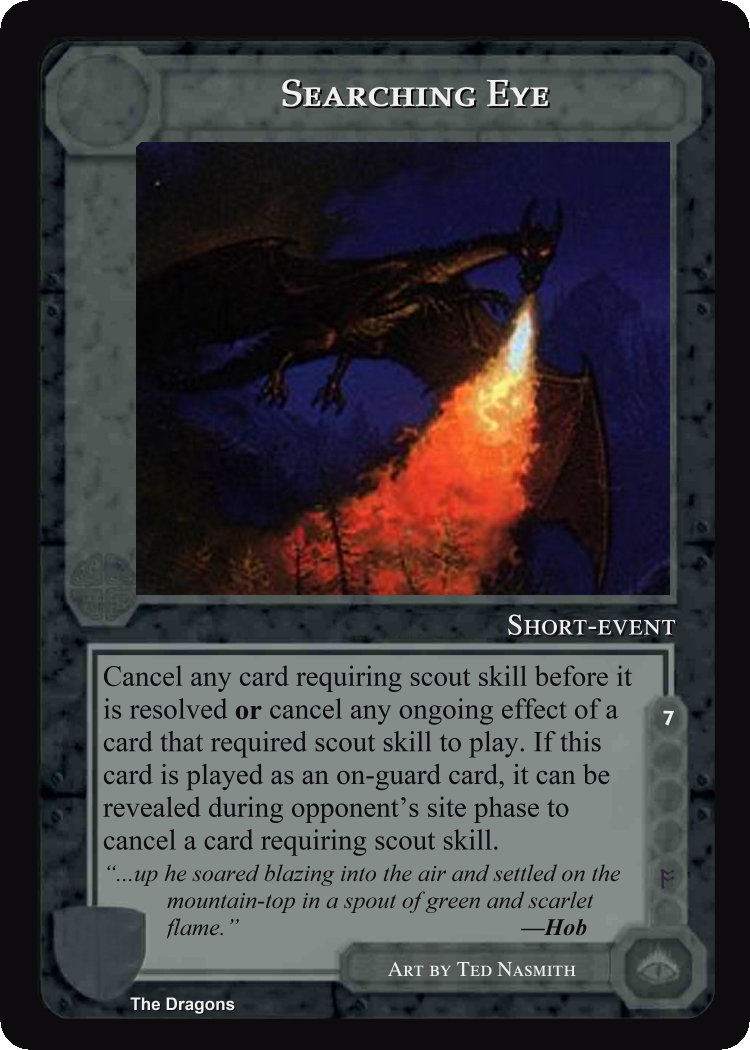 Searching Eye
Short-event
Cancel any card requiring scout skill before it
is resolved or cancel any ongoing effect of a
card that required scout skill to play. If this
card is played as an on-guard card, it can be
revealed during opponent’s site phase to
cancel a card requiring scout skill.
“...up he soared blazing into the air and settled on the
mountain-top in a spout of green and scarlet
flame.” —Hob
7
Art by Ted Nasmith
The Dragons